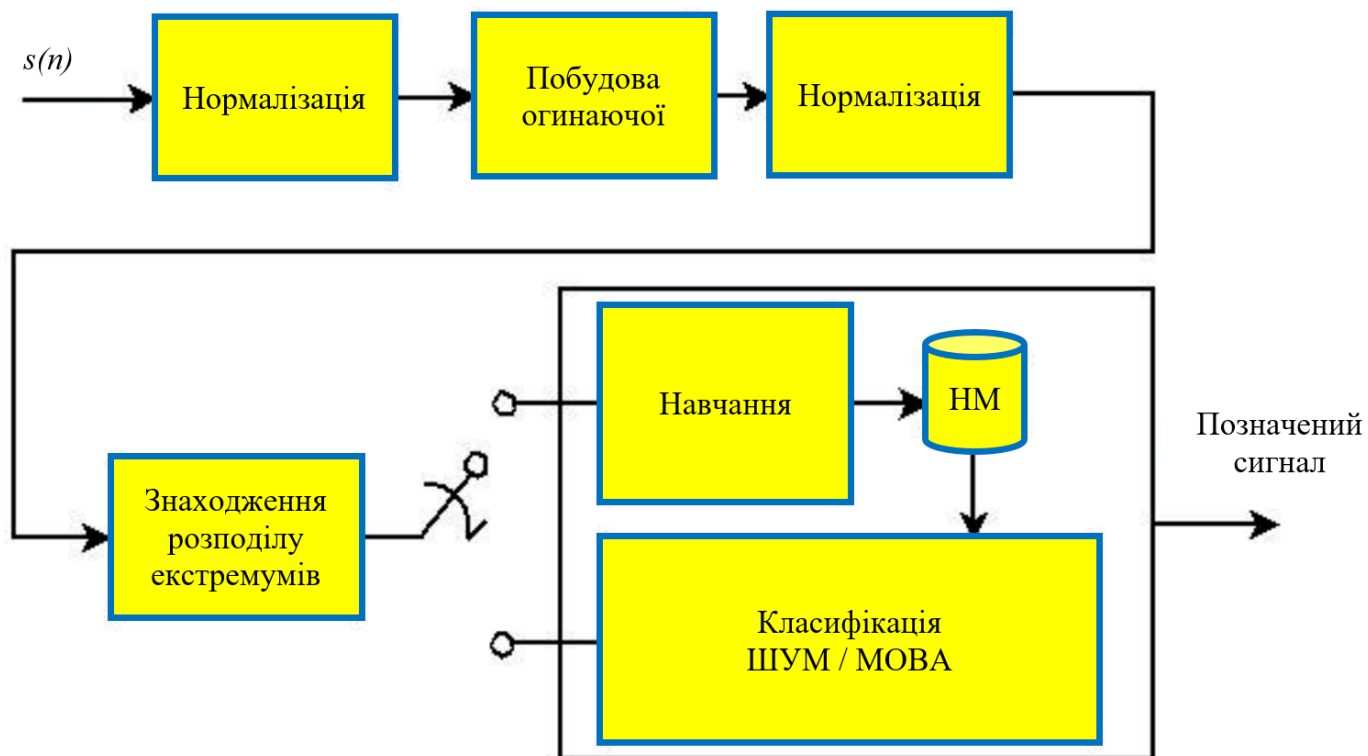 s(n)
Нормалізація
Побудова
огинаючої
Нормалізація
Навчання
НМ
Позначений
сигнал
Знаходження
розподілу
екстремумів
Класифікація
ШУМ / МОВА